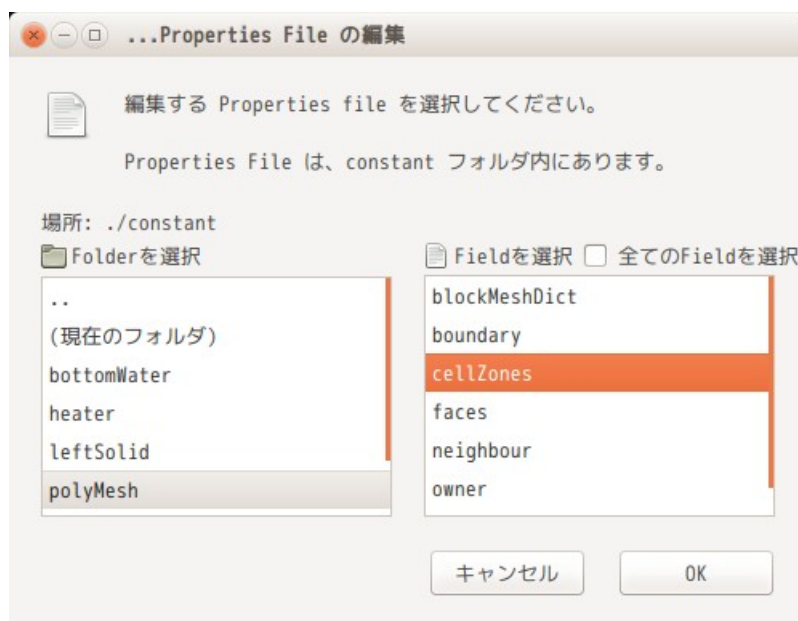 ...Properties File の編集
編集する Properties file を選択してください。
Properties File は、constant フォルダ内にあります。
場所: ./constant
Folderを選択
..
(現在のフォルダ)
bottomWater
heater
leftSolid
polyMesh
Fieldを選択 全てのFieldを選択
blockMeshDict
boundary
cellZones
faces
neighbour
owner
キャンセル
OK